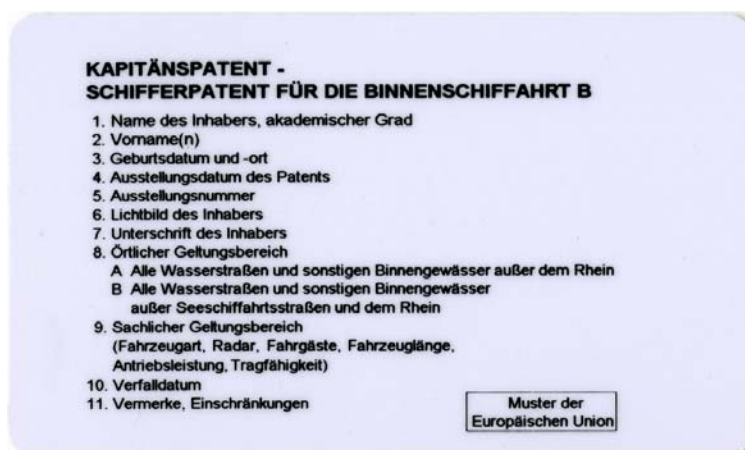 KAPITÄNSPATENT -
SCHIFFERPATENT FÜR DIE BINNENSCHIFFAHRT B
1. Name des Inhabers, akademischer Grad
2. Vorname(n)
3. Geburtsdatum und -ort
4. Ausstellungsdatum des Patents
5. Ausstellungsnummer
6. Lichtbild des Inhabers
7. Unterschrift des Inhabers
8. Örtlicher Geltungsbereich
A Alle Wasserstraßen und sonstigen Binnengewässer außer dem Rhein
B Alle Wasserstraßen und sonstigen Binnengewässer
außer Seeschiffahrtsstraßen und dem Rhein
9. Sachlicher Geltungsbereich
(Fahrzeugart, Radar, Fahrgäste, Fahrzeuglänge,
Antriebsleistung, Tragfähigkeit)
10. Verfalldatum
11. Vermerke, Einschränkungen
Muster der
Europäischen Union